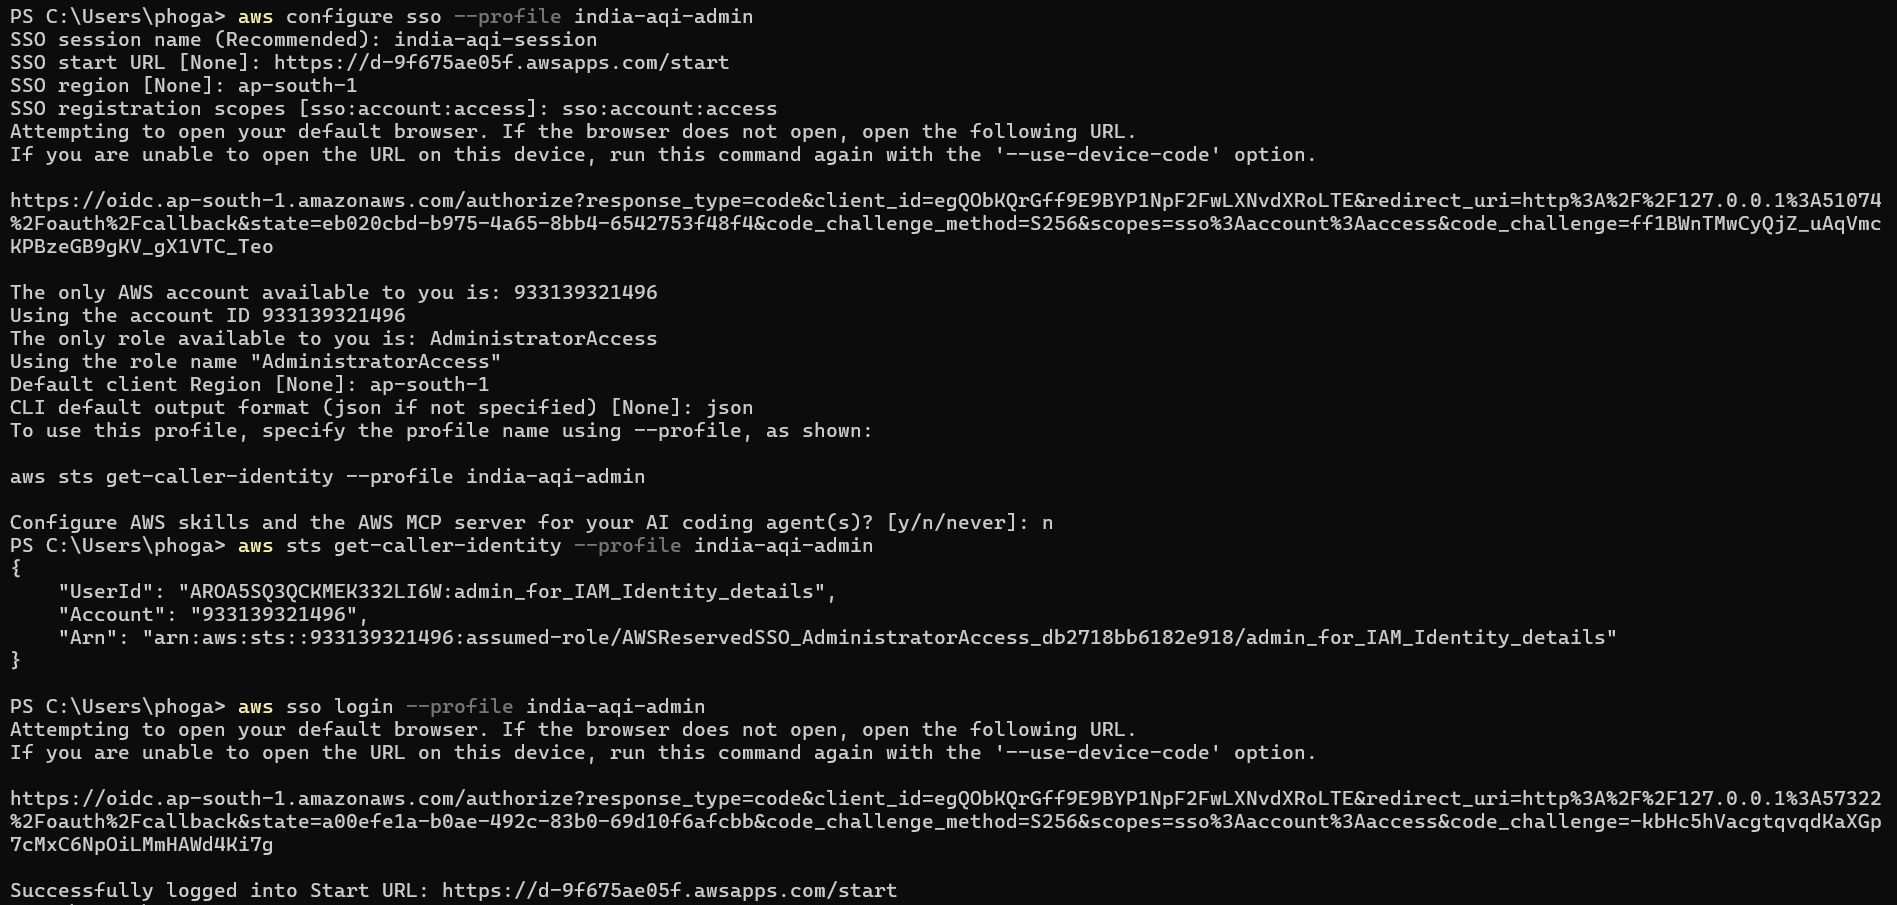 PS C:\Users\phoga> aws configure sso --profile india-aqi-admin
SSO session name (Recommended): india-aqi-session
SSO start URL [None]: https://d-9f675ae05f.awsapps.com/start
SSO region [None]: ap-south-1
SSO registration scopes [sso:account:access]: sso:account:access
Attempting to open your default browser. If the browser does not open, open the following URL.
If you are unable to open the URL on this device, run this command again with the '--use-device-code' option.
https://oidc.ap-south-1.amazonaws.com/authorize?response_type=code&client_id=egQObKQrGff9E9BYP1NpF2FwLXNvdXRoLTE&redirect_uri=http%3A%2F%2F127.0.0.1%3A51074
%2Foauth%2Fcallback&state=eb020cbd-b975-4a65-8bb4-6542753f48f4&code_challenge_method=S256&scopes=sso%3Aaccount%3Aaccess&code_challenge=ff1BWnTMwCyQjZ_uAqVmc
KPBzeGB9gKV_gX1VTC_Teo
The only AWS account available to you is: 933139321496
Using the account ID 933139321496
The only role available to you is: AdministratorAccess
Using the role name "AdministratorAccess"
Default client Region [None]: ap-south-1
CLI default output format (json if not specified) [None]: json
To use this profile, specify the profile name using --profile, as shown:
aws sts get-caller-identity --profile india-aqi-admin
Configure AWS skills and the AWS MCP server for your AI coding agent(s)? [y/n/never]: n
PS C:\Users\phoga> aws sts get-caller-identity --profile india-aqi-admin
{
    "UserId": "AROA5SQ3QCKMEK332LI6W:admin_for_IAM_Identity_details",
    "Account": "933139321496",
    "Arn": "arn:aws:sts::933139321496:assumed-role/AWSReservedSSO_AdministratorAccess_db2718bb6182e918/admin_for_IAM_Identity_details"
}
PS C:\Users\phoga> aws sso login --profile india-aqi-admin
Attempting to open your default browser. If the browser does not open, open the following URL.
If you are unable to open the URL on this device, run this command again with the '--use-device-code' option.
https://oidc.ap-south-1.amazonaws.com/authorize?response_type=code&client_id=egQObKQrGff9E9BYP1NpF2FwLXNvdXRoLTE&redirect_uri=http%3A%2F%2F127.0.0.1%3A57322
%2Foauth%2Fcallback&state=a00efe1a-b0ae-492c-83b0-69d10f6afcbb&code_challenge_method=S256&scopes=sso%3Aaccount%3Aaccess&code_challenge=-kbHc5hVacgtqvqdKaXGp
7cMxC6NpOiLMmHAWd4Ki7g
Successfully logged into Start URL: https://d-9f675ae05f.awsapps.com/start